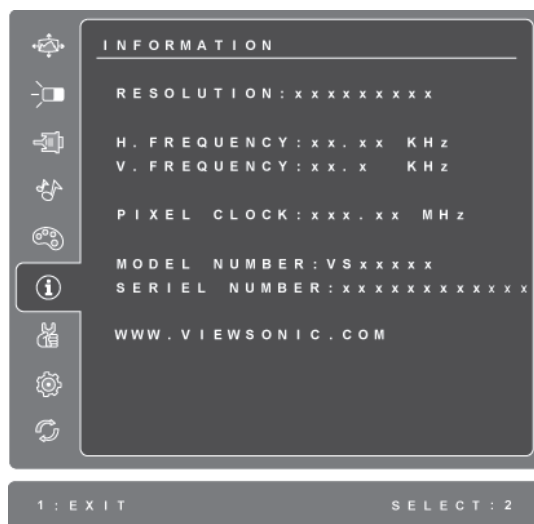 INFORMATION
RESOLUTION:xxxxxxxxx
H. FREQUENCY:xx.xx KHz
V. FREQUENCY:xx.x KHz
PIXEL CLOCK:xxx.xx MHz
MODEL NUMBER:VSxxxxx
SERIEL NUMBER:xxxxxxxxxxxx
WWW.VIEWSONIC.COM
1:EXIT SELECT:2